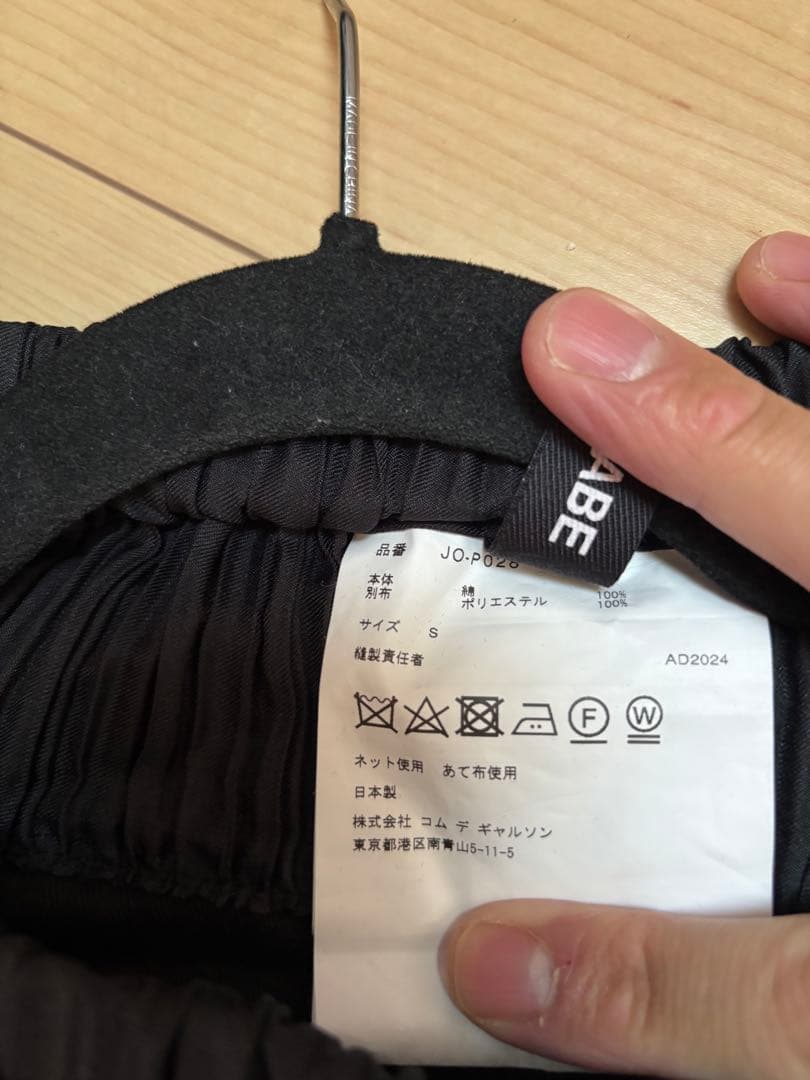 MADE IN CHINA
ABE
品番 JO-P028
本体 綿 100%
別布 ポリエステル 100%
サイズ S
縫製責任者 AD2024
F W
ネット使用 あて布使用
日本製
株式会社 コム デ ギャルソン
東京都港区南青山5-11-5